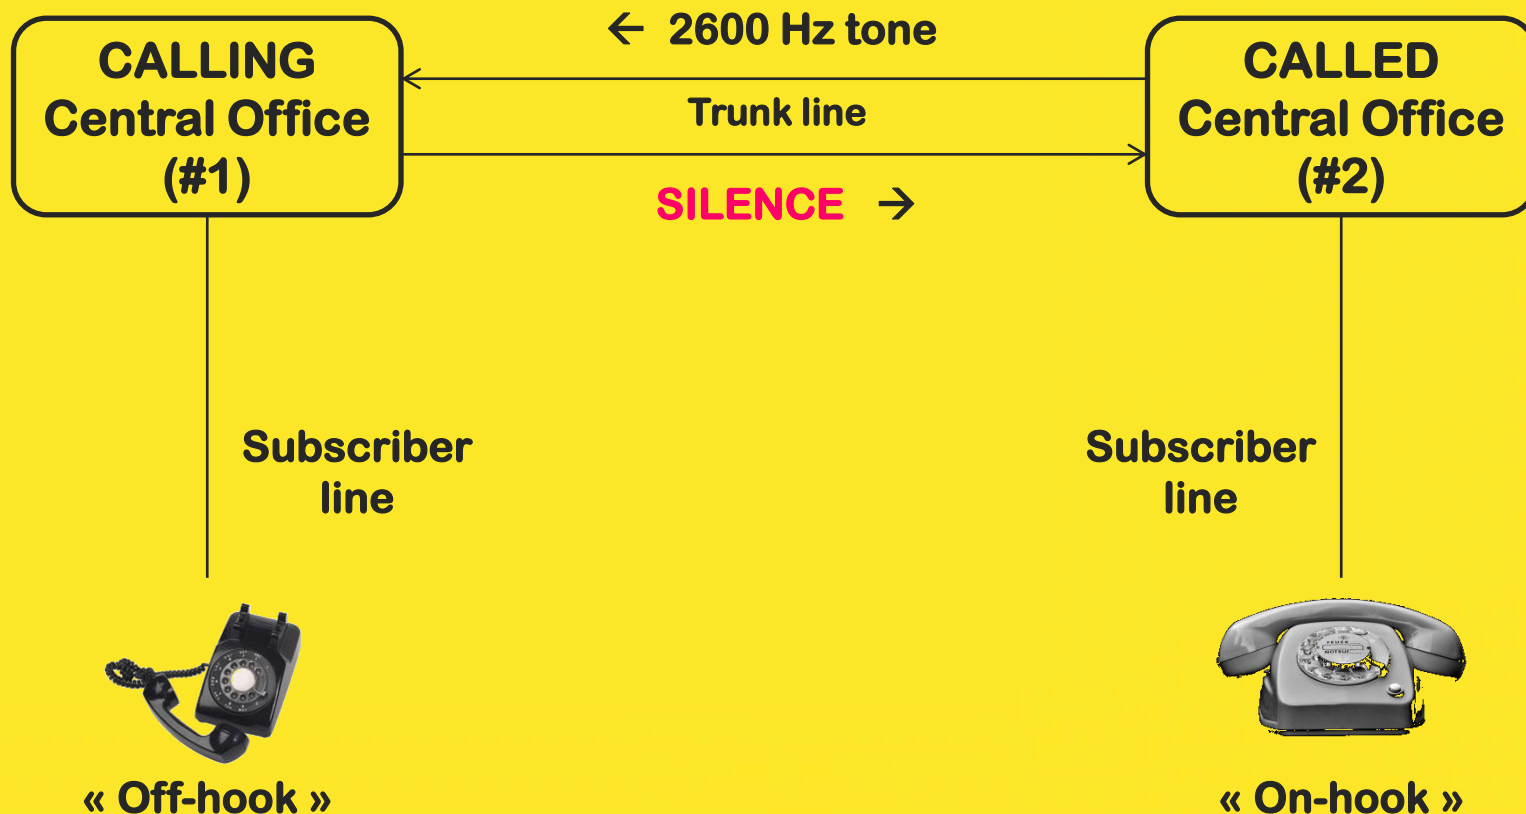 ← 2600 Hz tone
CALLING
Central Office
(#1)
CALLED
Central Office
(#2)
Trunk line
SILENCE →
Subscriber
line
Subscriber
line
« Off-hook »
« On-hook »